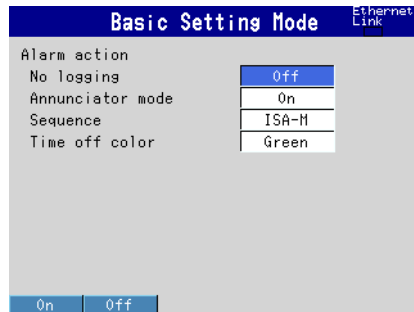 Basic Setting Mode
Ethernet
Link
Alarm action
No logging Off
Annunciator mode On
Sequence ISA-M
Time off color Green
On Off